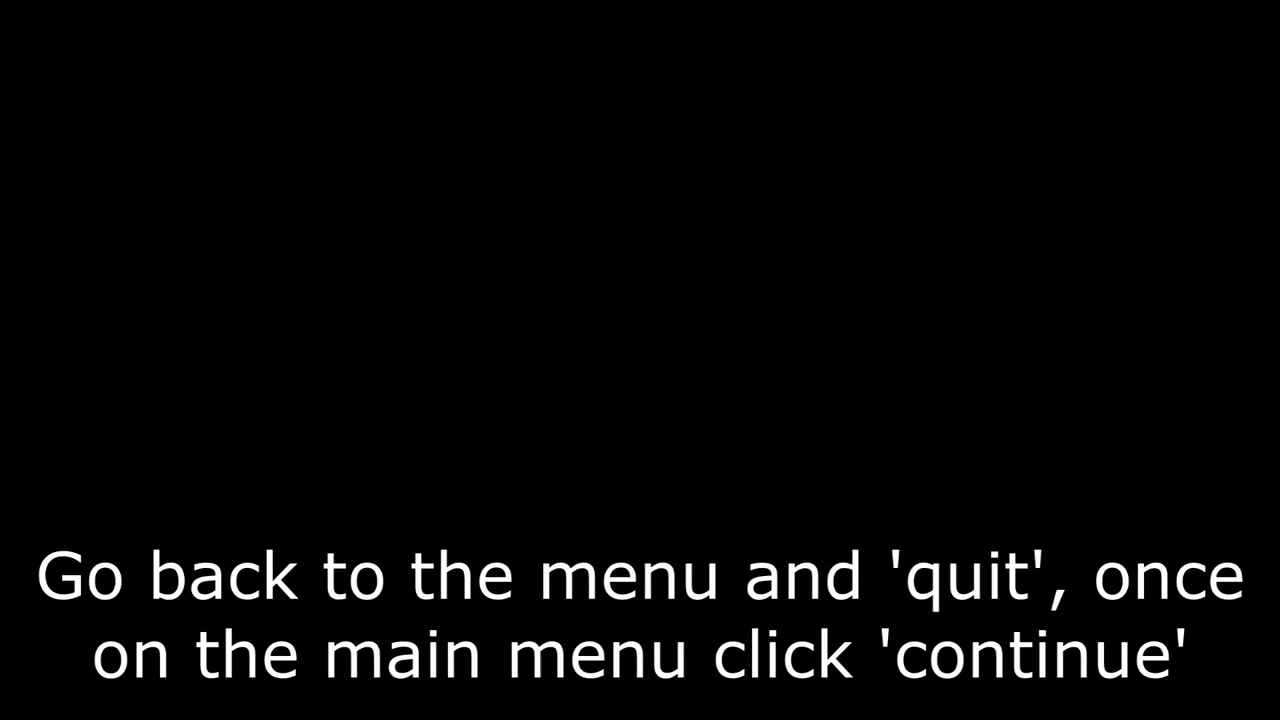 Go back to the menu and 'quit', once
on the main menu click 'continue'